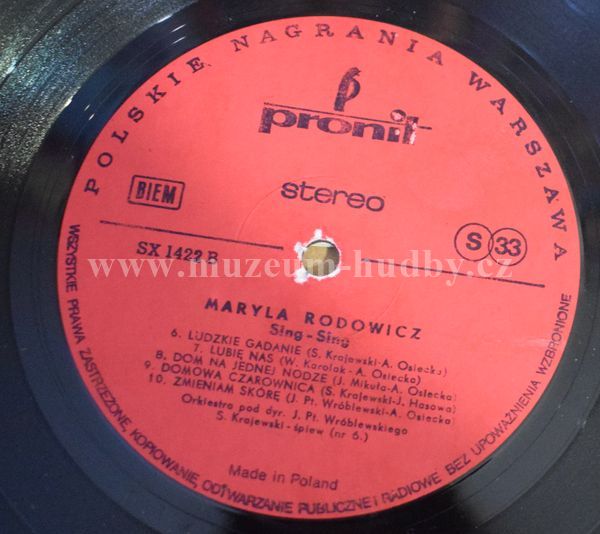 POLSKIE NAGRANIA WARSZAWA
pronit
BIEM
stereo
S 33
SX 1422 B
www.muzeum-hudby.cz
MARYLA RODOWICZ
Sing - Sing
6. LUDZKIE GADANIE (S. Krajewski-A. Osiecka)
7. LUBIĘ NAS (W. Karolak - A. Osiecka)
8. DOM NA JEDNEJ NODZE (J. Mikuła-A. Osiecka)
9. DOMOWA CZAROWNICA (S. Krajewski-J. Hasowa)
10. ZMIENIAM SKÓRĘ (J. Pt. Wróblewski-A. Osiecka)
Orkiestra pod dyr. J. Pt. Wróblewskiego
S. Krajewski - śpiew (nr 6.)
Made in Poland
WSZYSTKIE PRAWA ZASTRZEŻONE, KOPIOWANIE, ODTWARZANIE PUBLICZNE I RADIOWE BEZ UPOWAŻNIENIA WZBRONIONE